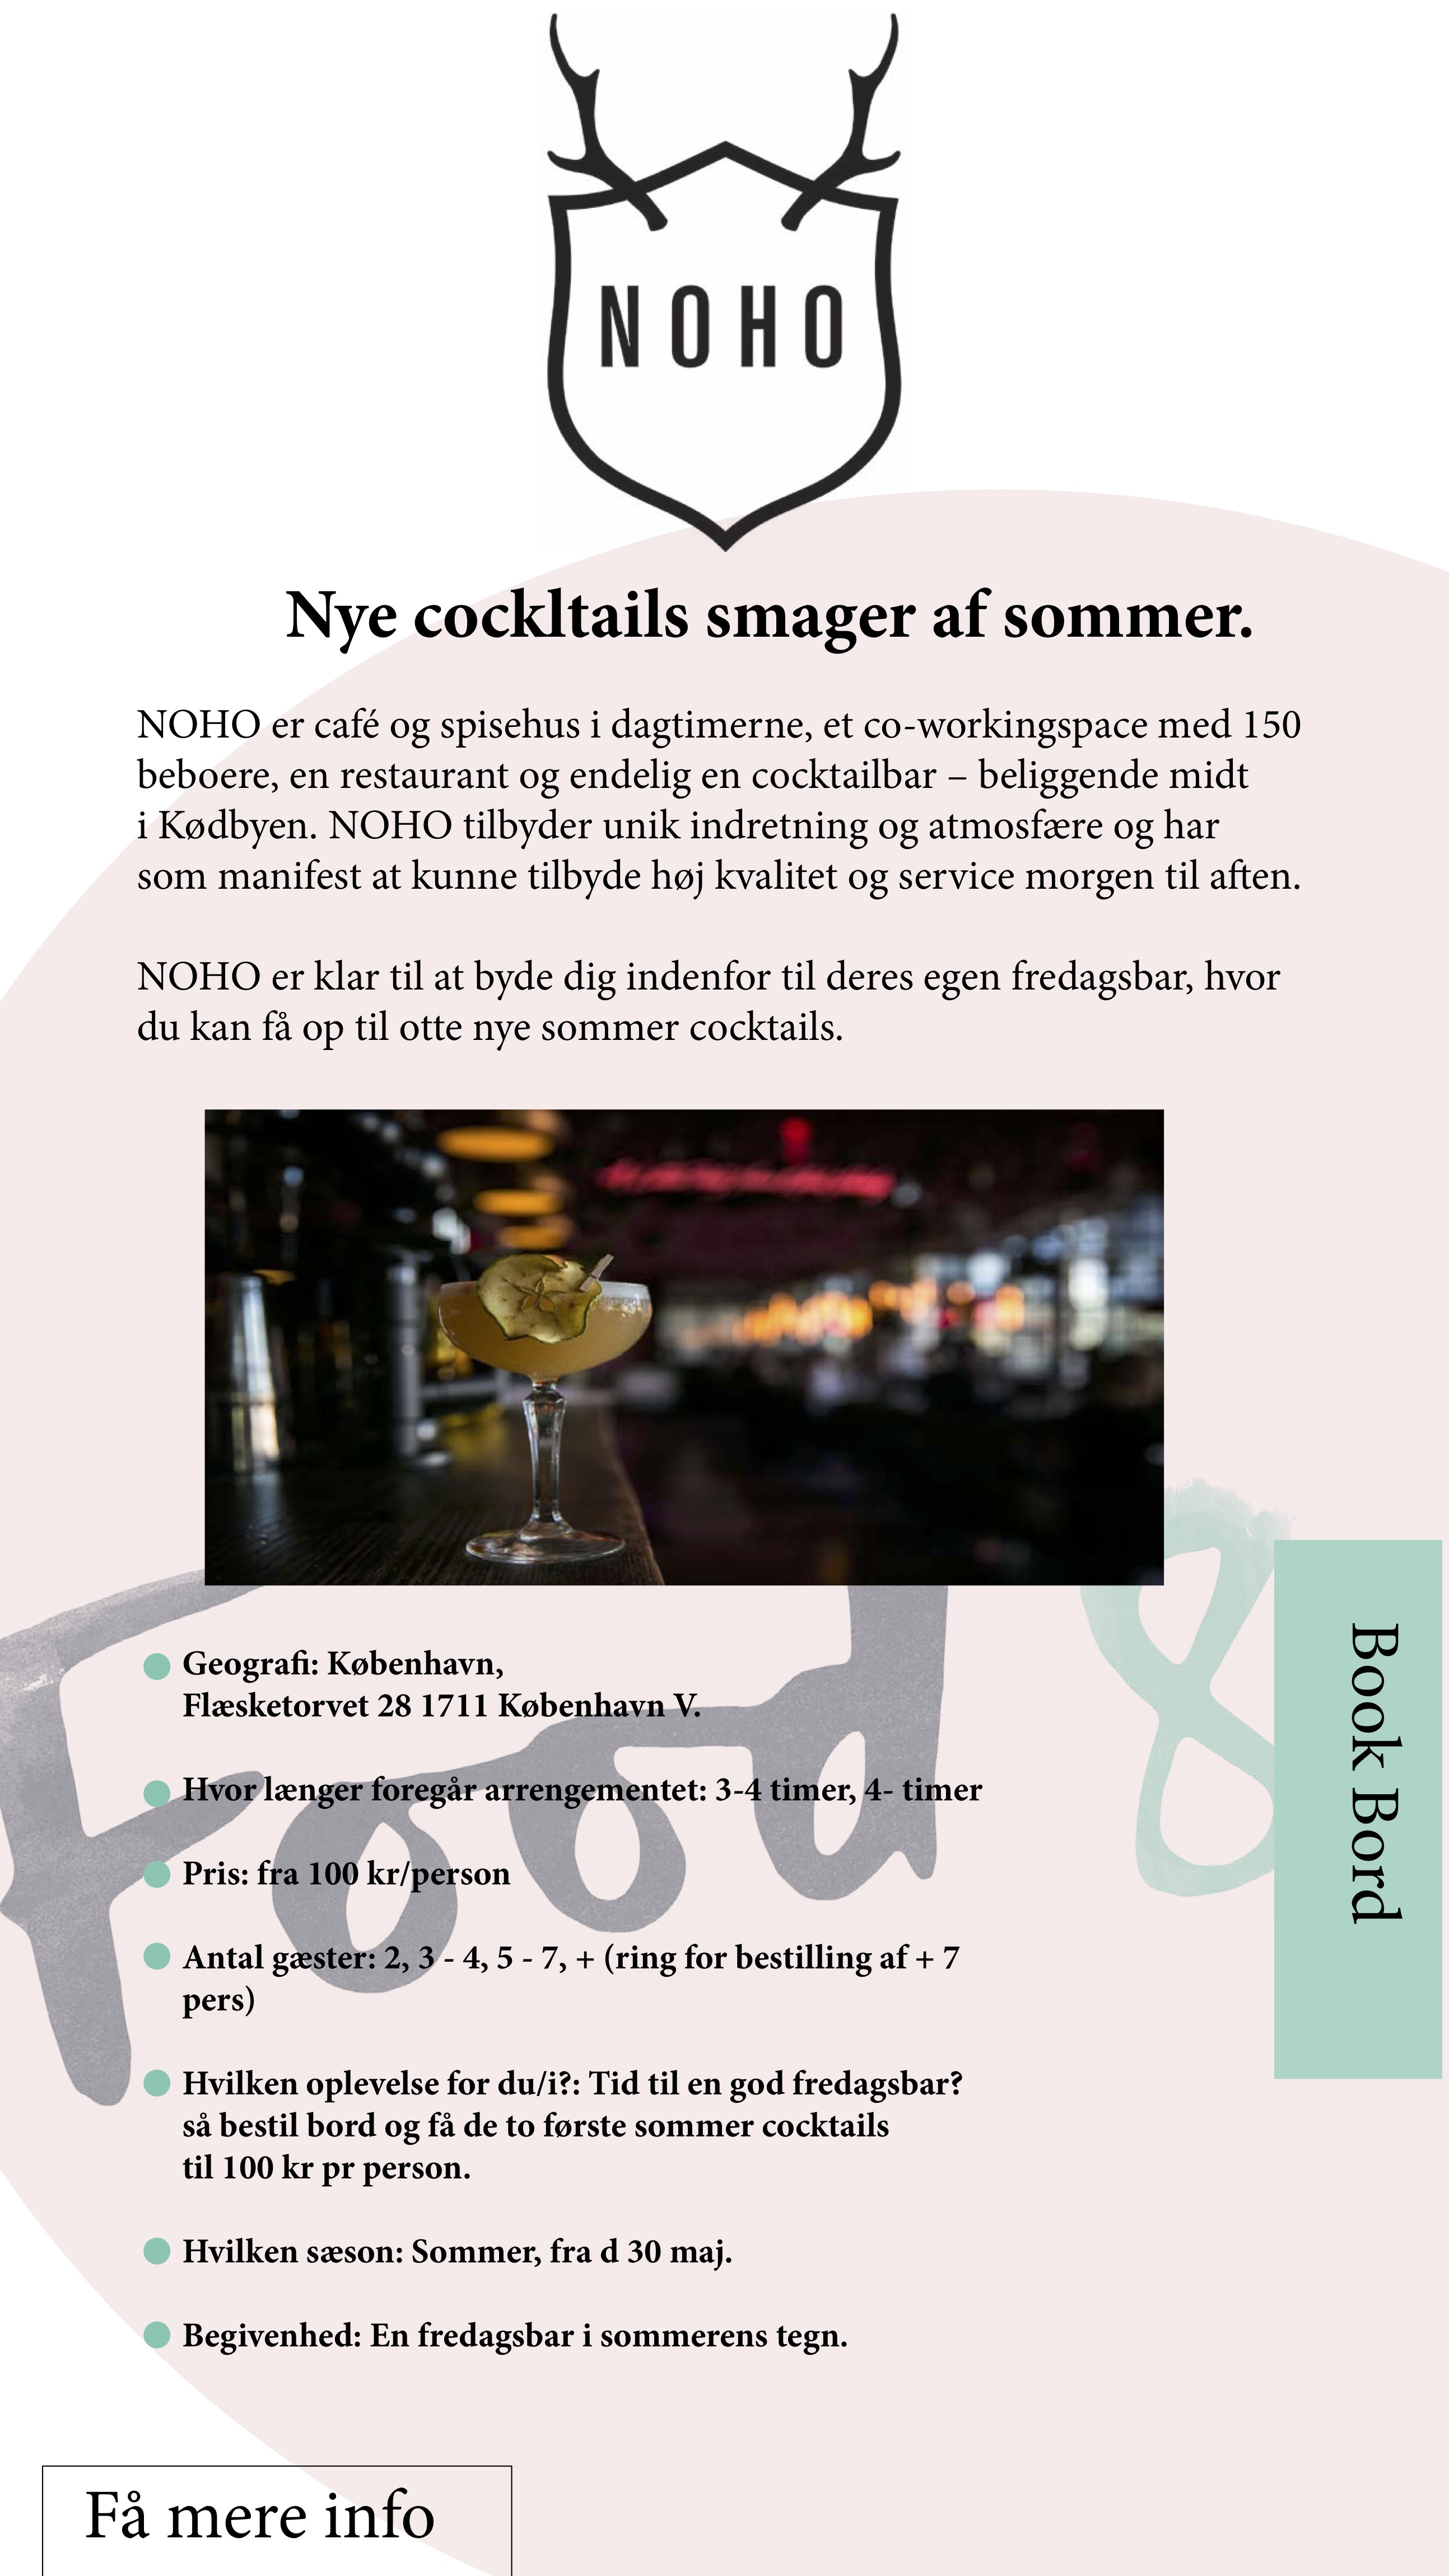 NOHO
Nye cockltails smager af sommer.
NOHO er café og spisehus i dagtimerne, et co-workingspace med 150
beboere, en restaurant og endelig en cocktailbar – beliggende midt
i Kødbyen. NOHO tilbyder unik indretning og atmosfære og har
som manifest at kunne tilbyde høj kvalitet og service morgen til aften.
NOHO er klar til at byde dig indenfor til deres egen fredagsbar, hvor
du kan få op til otte nye sommer cocktails.
Food &
Geografi: København,
Flæsketorvet 28 1711 København V.
Hvor længer foregår arrengementet: 3-4 timer, 4- timer
Pris: fra 100 kr/person
Antal gæster: 2, 3 - 4, 5 - 7, + (ring for bestilling af + 7
pers)
Hvilken oplevelse for du/i?: Tid til en god fredagsbar?
så bestil bord og få de to første sommer cocktails
til 100 kr pr person.
Hvilken sæson: Sommer, fra d 30 maj.
Begivenhed: En fredagsbar i sommerens tegn.
Book Bord
Få mere info